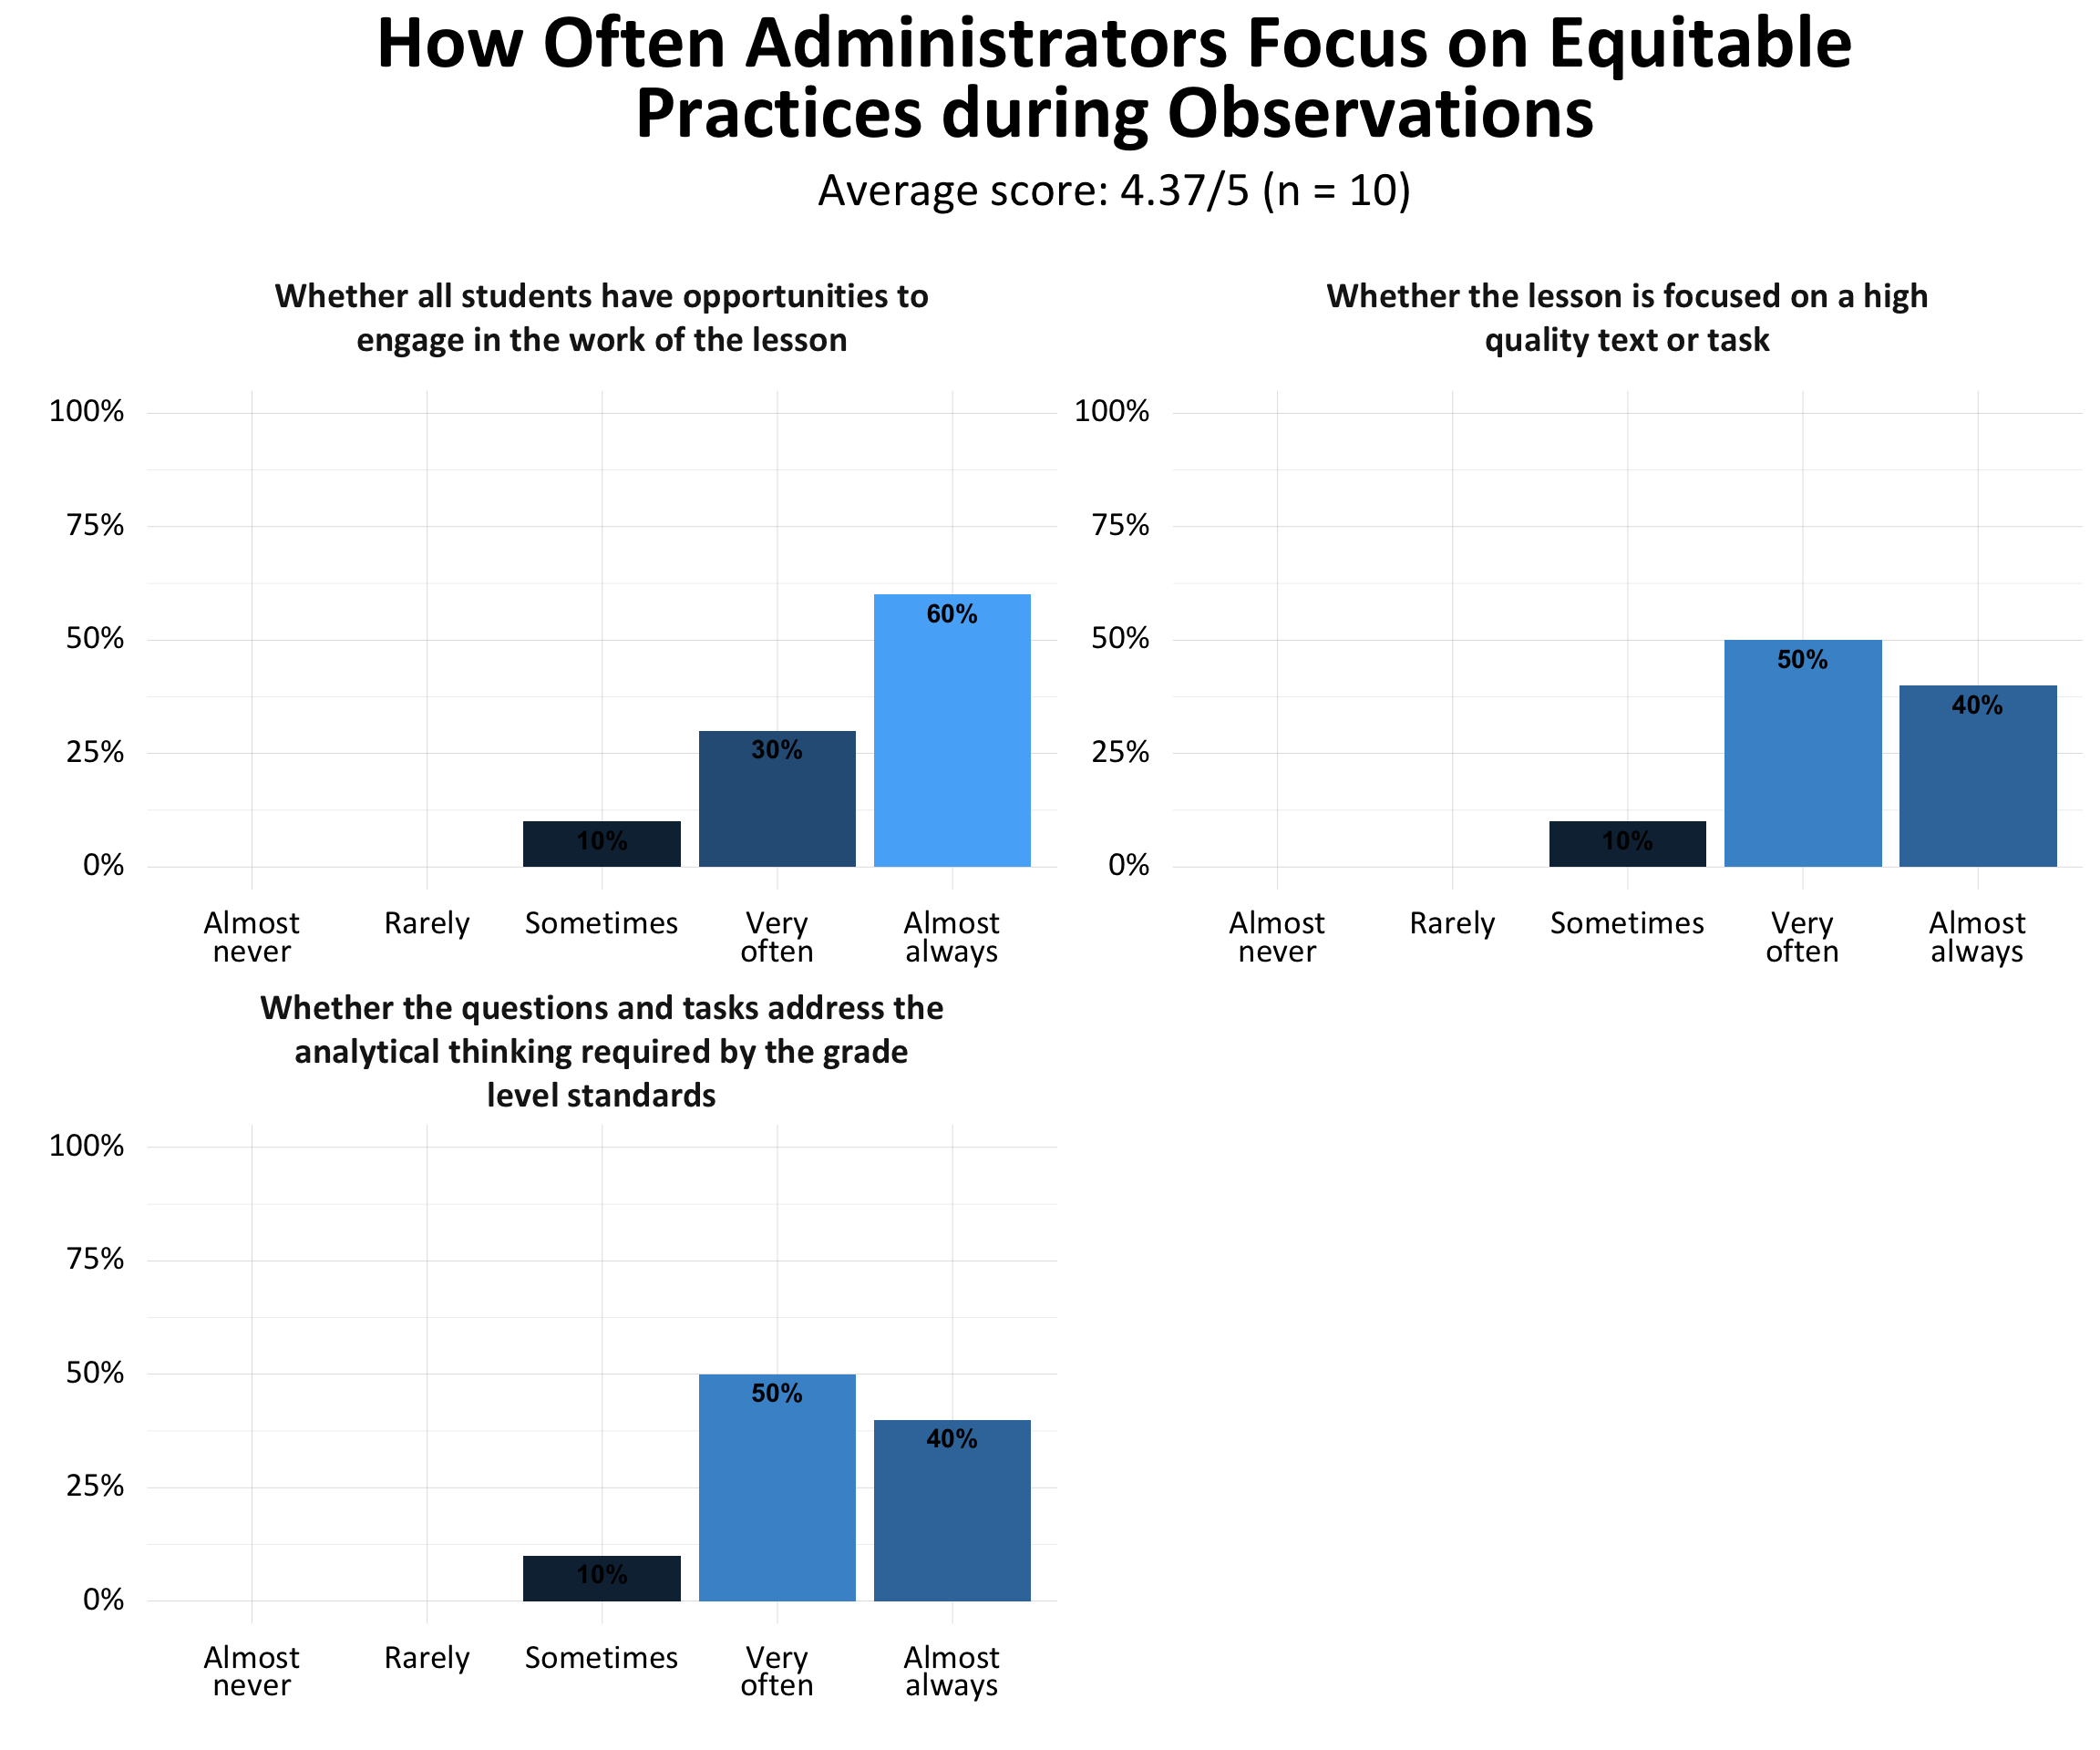 How Often Administrators Focus on Equitable
Practices during Observations
Average score: 4.37/5 (n = 10)
Whether all students have opportunities to
engage in the work of the lesson
100%
75%
50%
25%
0%
60%
30%
10%
Almost
never
Rarely
Sometimes
Very
often
Almost
always
Whether the lesson is focused on a high
quality text or task
100%
75%
50%
25%
0%
50%
40%
10%
Almost
never
Rarely
Sometimes
Very
often
Almost
always
Whether the questions and tasks address the
analytical thinking required by the grade
level standards
100%
75%
50%
25%
0%
50%
40%
10%
Almost
never
Rarely
Sometimes
Very
often
Almost
always